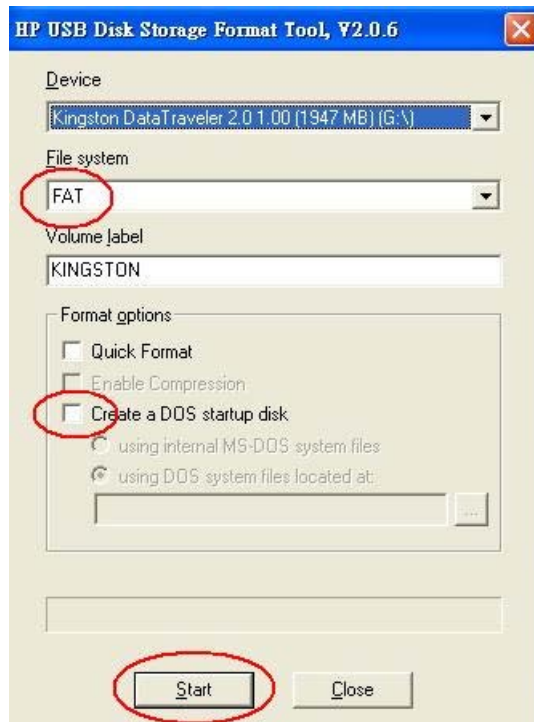 HP USB Disk Storage Format Tool, V2.0.6
Device
Kingston DataTraveler 2.0 1.00 (1947 MB) (G:\)
File system
FAT
Volume label
KINGSTON
Format options
Quick Format
Enable Compression
Create a DOS startup disk
using internal MS-DOS system files
using DOS system files located at:
...
Start
Close